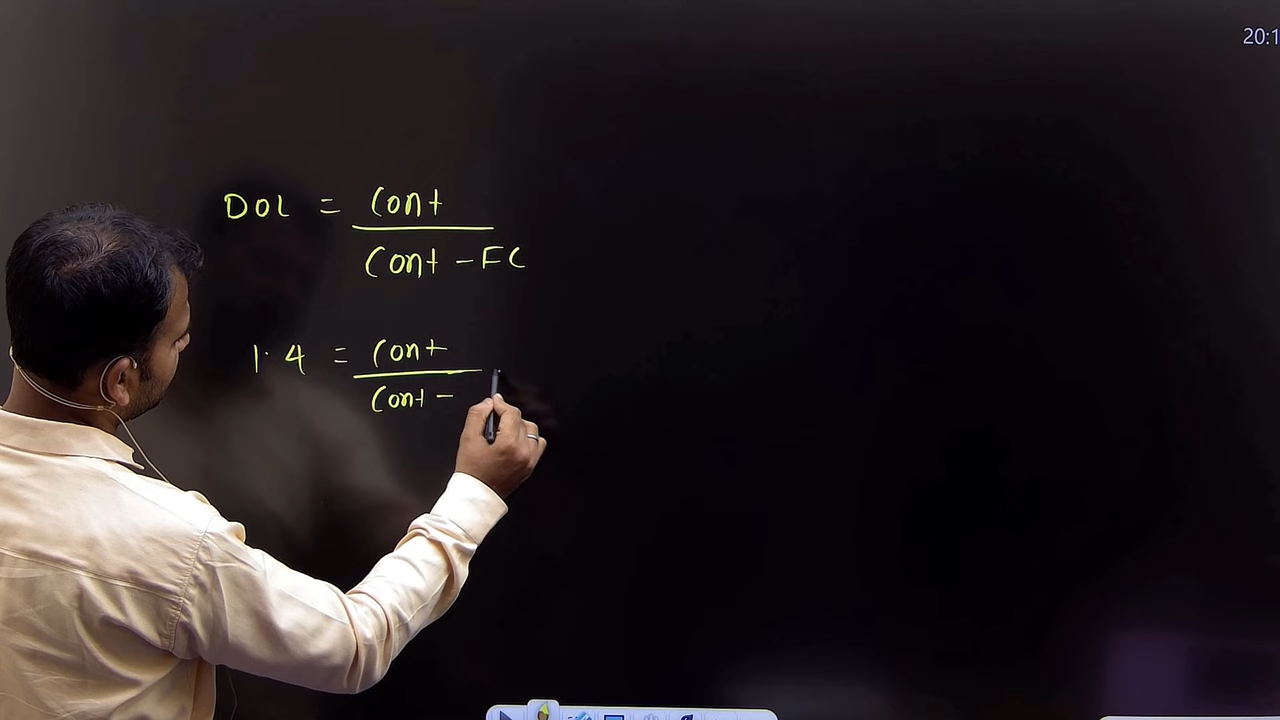 20:1
DOL = Cont
Cont - FC
1.4 = Cont
Cont -